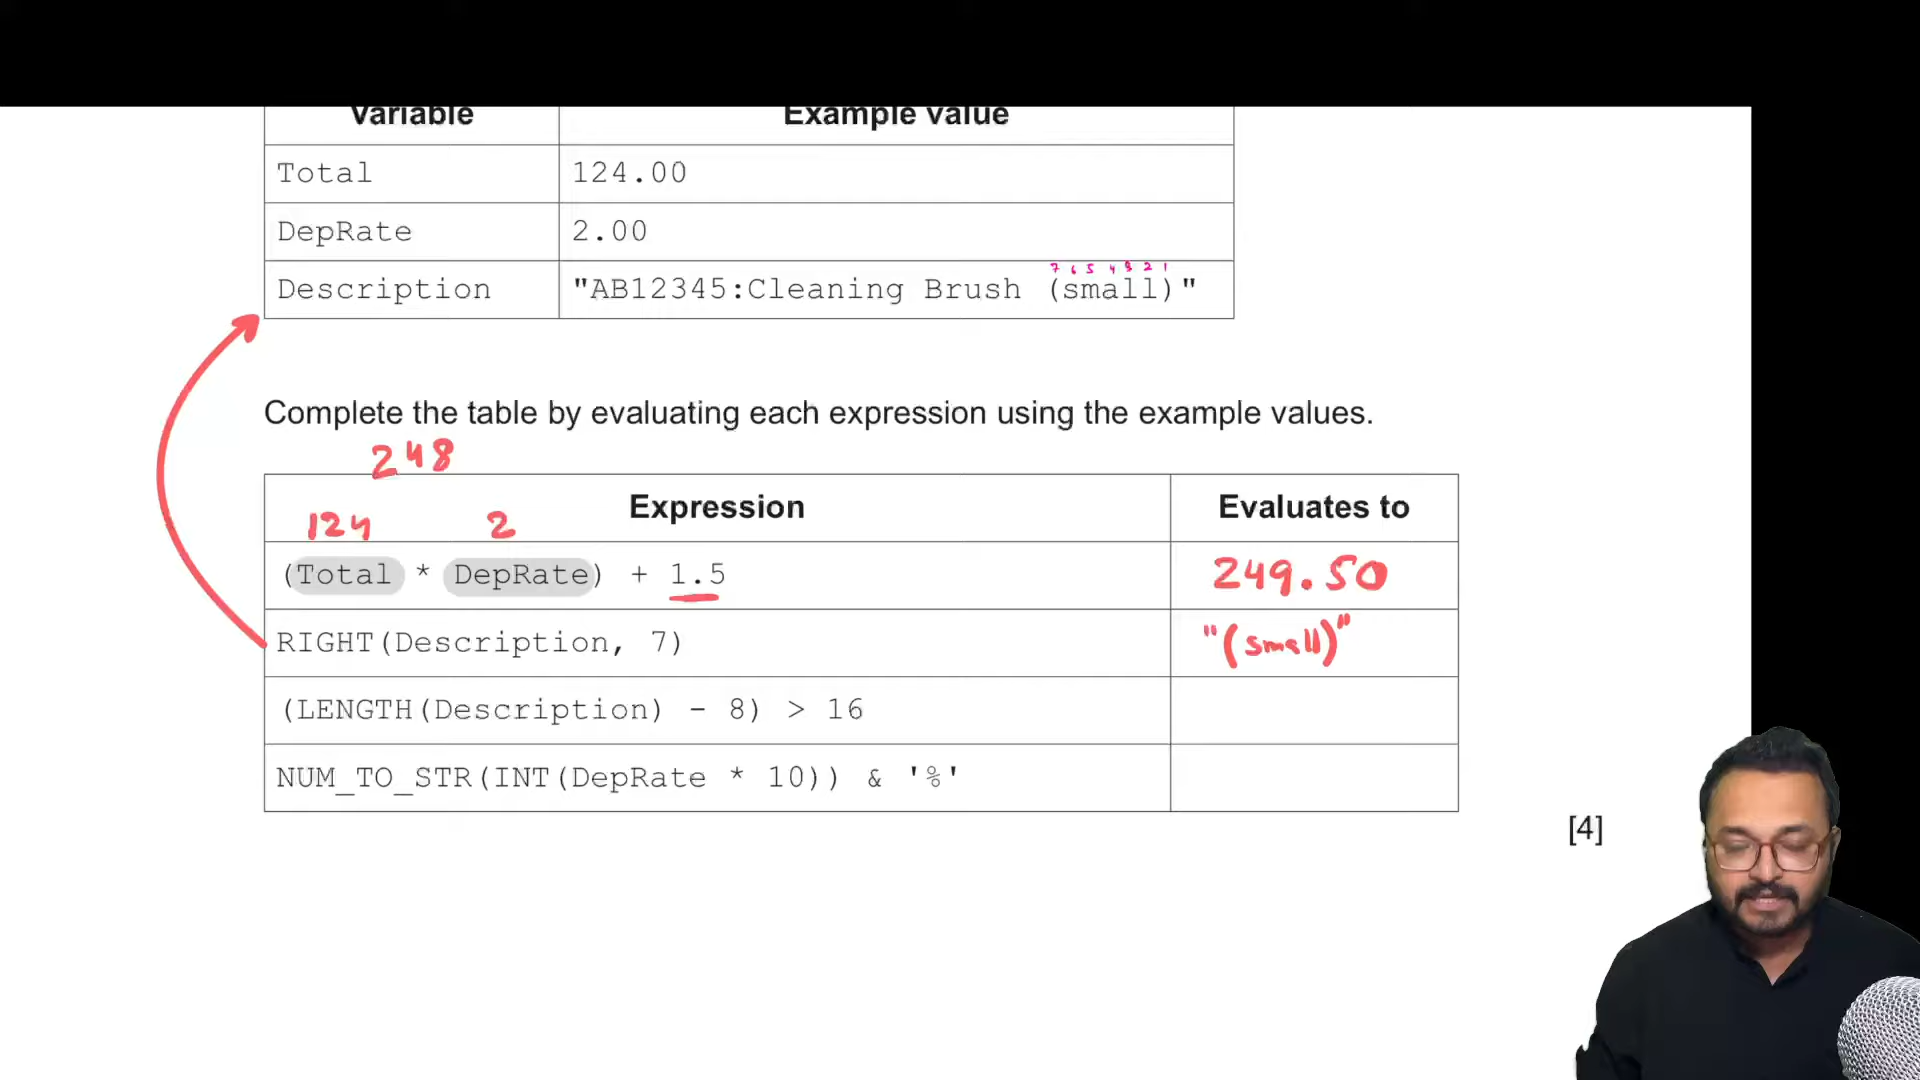 Variable Example value
Total 124.00
DepRate 2.00
7 6 5 4 3 2 1
Description "AB12345:Cleaning Brush (small)"
Complete the table by evaluating each expression using the example values.
248
Expression Evaluates to
124 2
(Total * DepRate) + 1.5 249.50
RIGHT(Description, 7) "(small)"
(LENGTH(Description) - 8) > 16
NUM_TO_STR(INT(DepRate * 10)) & '%'
[4]